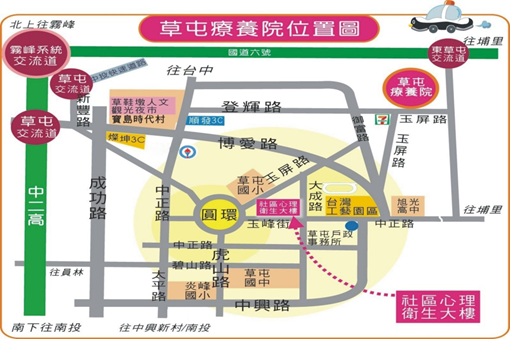 北上往霧峰
草屯療養院位置圖
往埔里
霧峰系統
交流道
國道六號
東草屯
交流道
草屯
交流道
中投快速道路
往台中
草屯
療養院
新豐路
草鞋墩人文
觀光夜市
寶島時代村
順發3C
登輝路
御富路
玉屏路
7
玉屏路
草屯
交流道
燦坤3C
博愛路
中二高
成功路
中正路
草屯
國小
玉屏路
大成路
社區心理
衛生大樓
台灣
工藝園區
旭光
高中
圓環
玉峰街
往埔里
中正路
草屯戶政
事務所
中正路
虎山路
碧山路
草屯
國中
往員林
太平路
炎峰
國小
中興路
社區心理
衛生大樓
南下往南投
往中興新村/南投